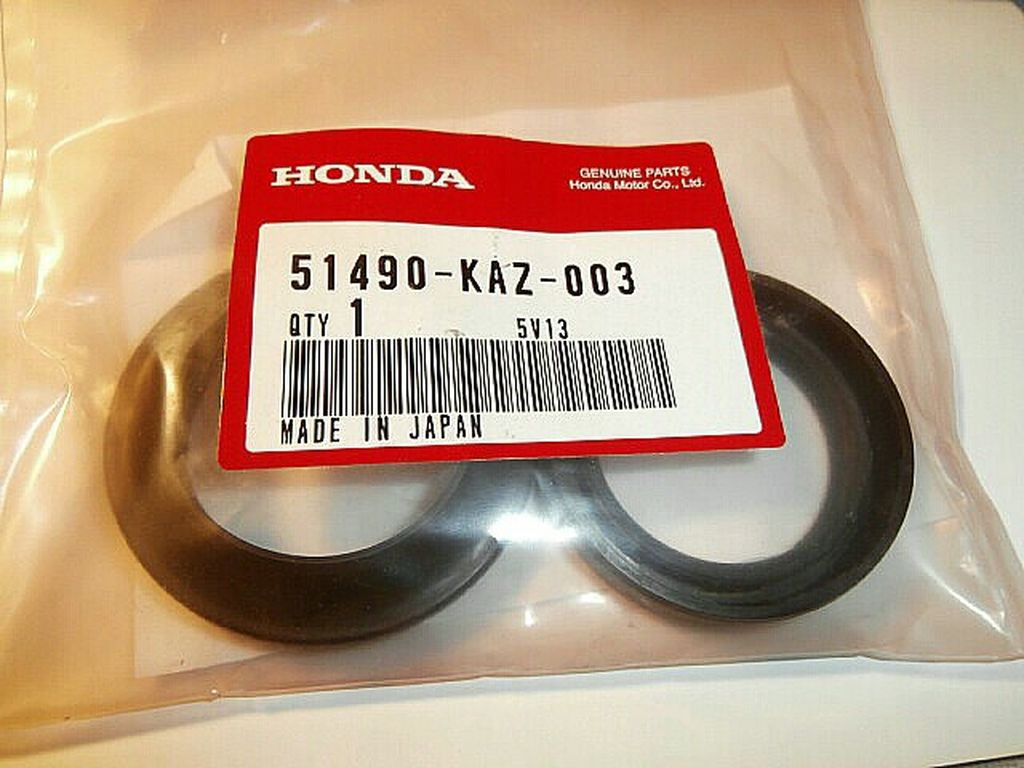 HONDA
GENUINE PARTS
Honda Motor Co., Ltd.
51490-KAZ-003
QTY 1 5V13
MADE IN JAPAN